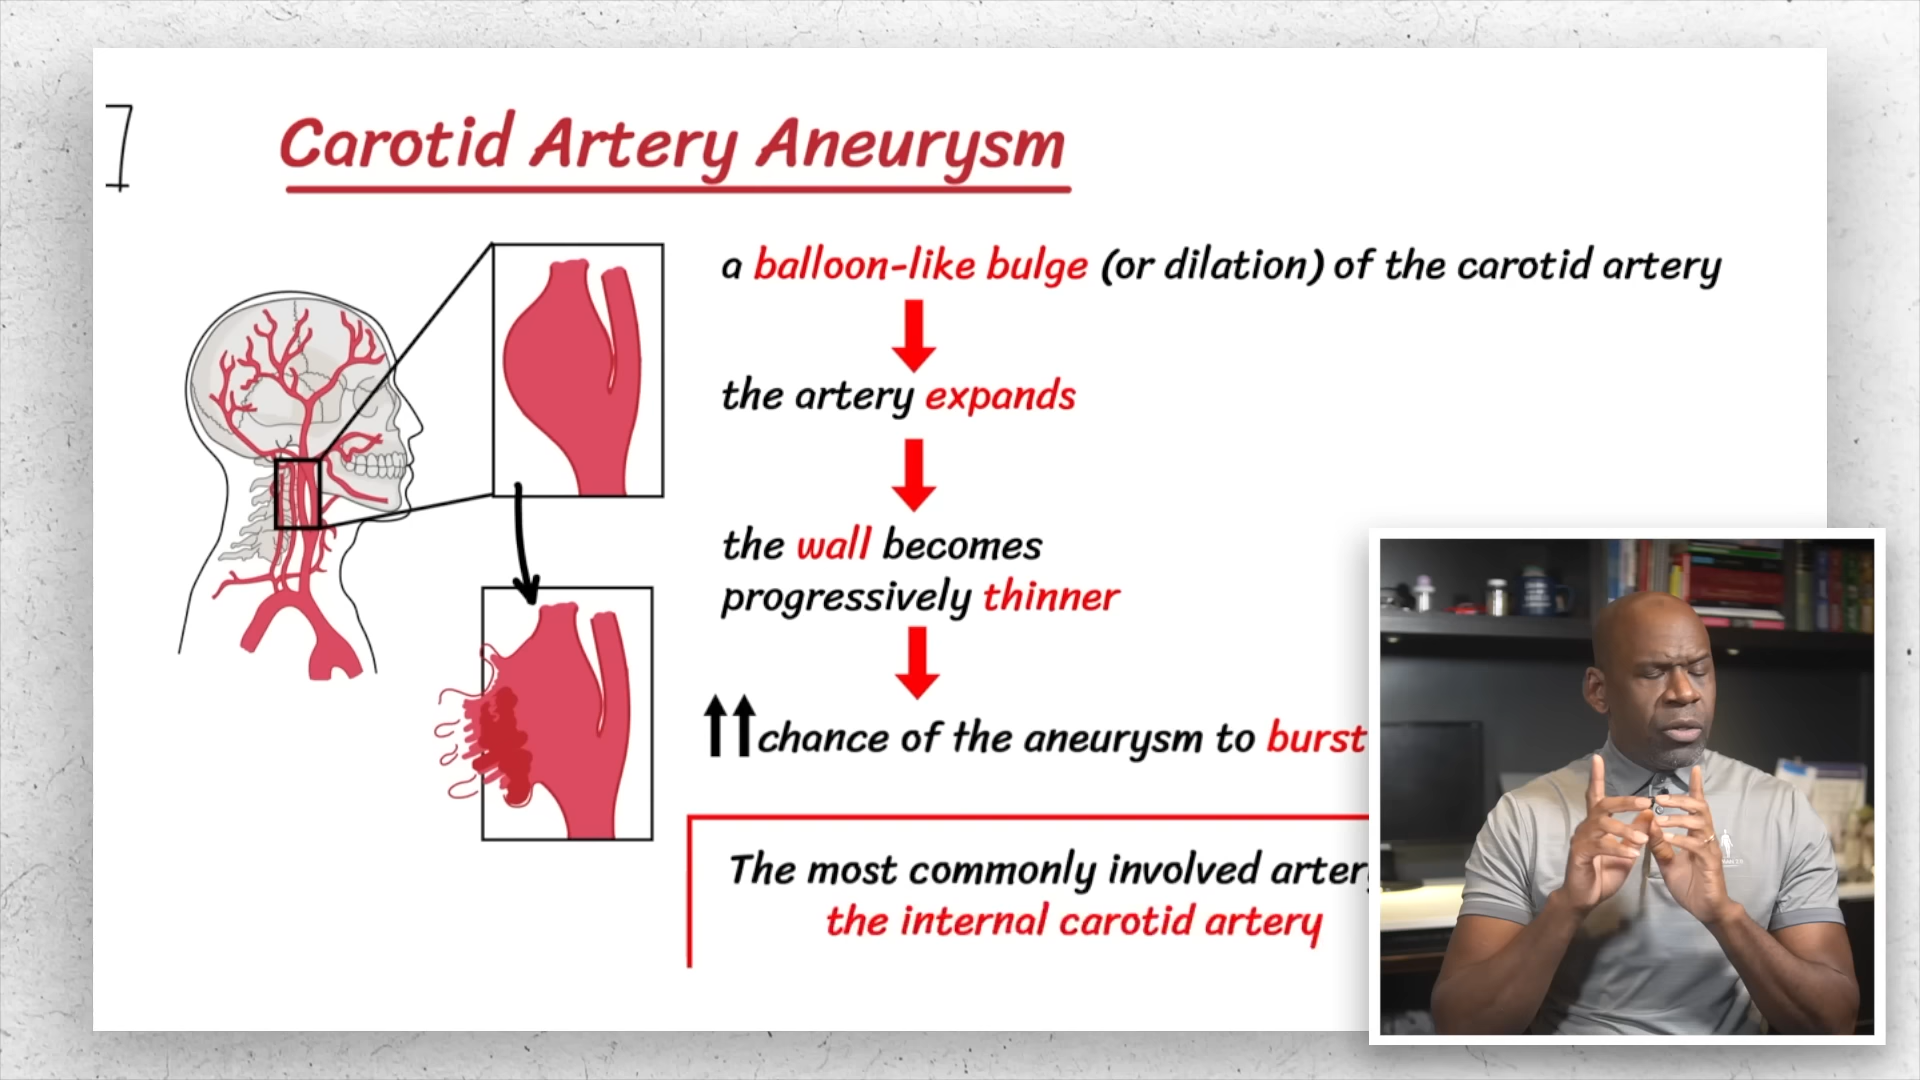 Carotid Artery Aneurysm
a balloon-like bulge (or dilation) of the carotid artery
the artery expands
the wall becomes
progressively thinner
chance of the aneurysm to burst
The most commonly involved
the internal carotid artery